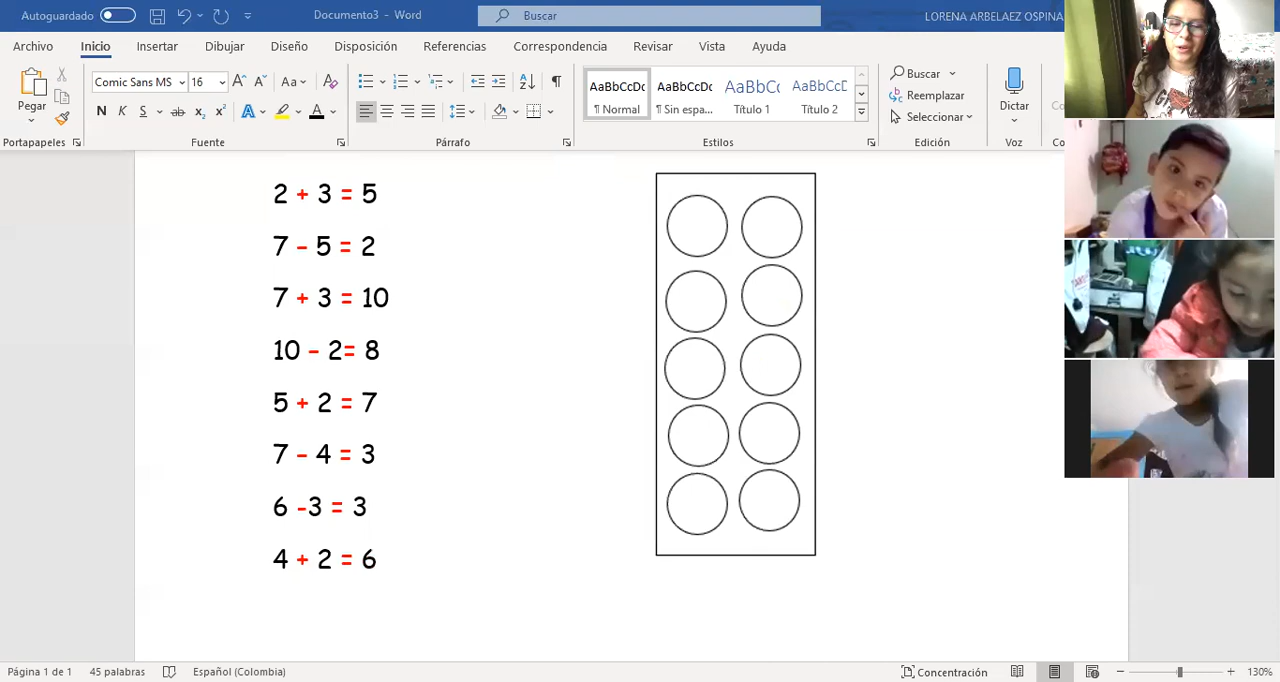 Autoguardado
Documento3 - Word
Buscar
LORENA ARBELAEZ OSPINA
Archivo Inicio Insertar Dibujar Diseño Disposición Referencias Correspondencia Revisar Vista Ayuda
Pegar
Comic Sans MS 16
Aa
N K S ab x₂ x²
A A
AaBbCcDc AaBbCcDc AaBbCc AaBbCcD
¶ Normal ¶ Sin espa... Título 1 Título 2
Buscar
Reemplazar
Seleccionar
Dictar
Portapapeles Fuente Párrafo Estilos Edición Voz
2 + 3 = 5
7 - 5 = 2
7 + 3 = 10
10 - 2= 8
5 + 2 = 7
7 - 4 = 3
6 -3 = 3
4 + 2 = 6
Página 1 de 1 45 palabras Español (Colombia) Concentración 130%